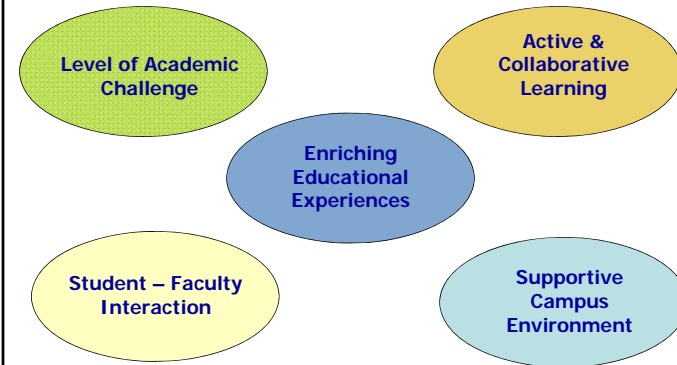 Level of Academic
Challenge
Active &
Collaborative
Learning
Enriching
Educational
Experiences
Student – Faculty
Interaction
Supportive
Campus
Environment